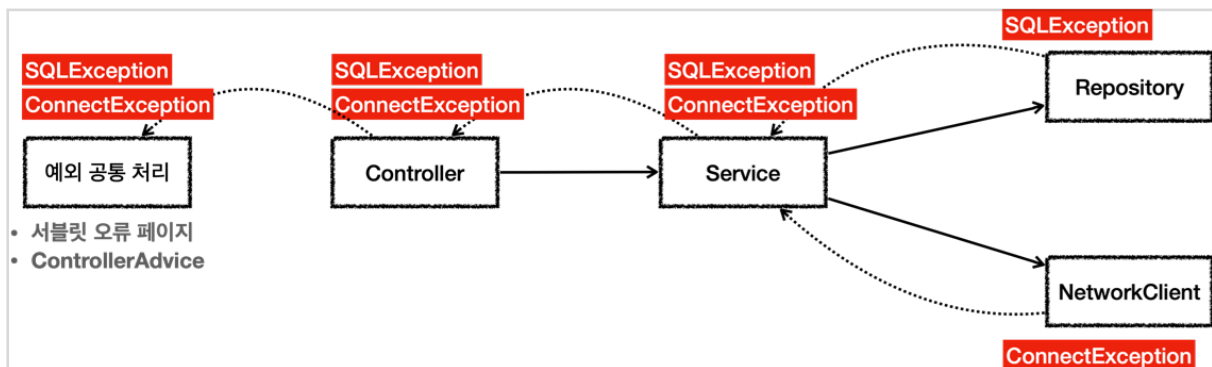 SQLException
ConnectException
예외 공통 처리
• 서블릿 오류 페이지
• ControllerAdvice
SQLException
ConnectException
Controller
SQLException
ConnectException
Service
SQLException
Repository
NetworkClient
ConnectException